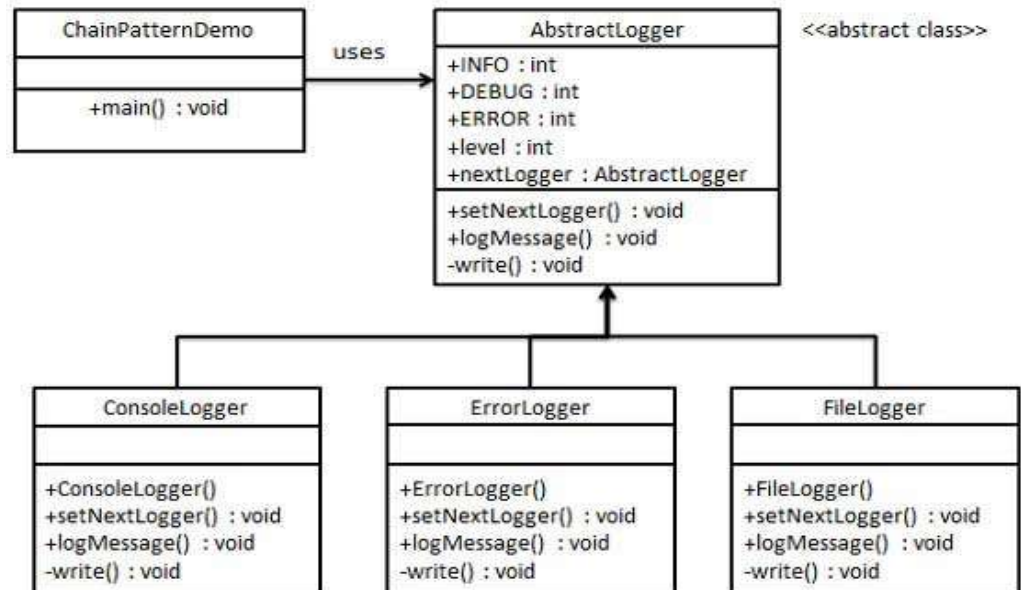 ChainPatternDemo
+main() : void
uses
AbstractLogger
<<abstract class>>
+INFO : int
+DEBUG : int
+ERROR : int
+level : int
+nextLogger : AbstractLogger
+setNextLogger() : void
+logMessage() : void
-write() : void
ConsoleLogger
+ConsoleLogger()
+setNextLogger() : void
+logMessage() : void
-write() : void
ErrorLogger
+ErrorLogger()
+setNextLogger() : void
+logMessage() : void
-write() : void
FileLogger
+FileLogger()
+setNextLogger() : void
+logMessage() : void
-write() : void